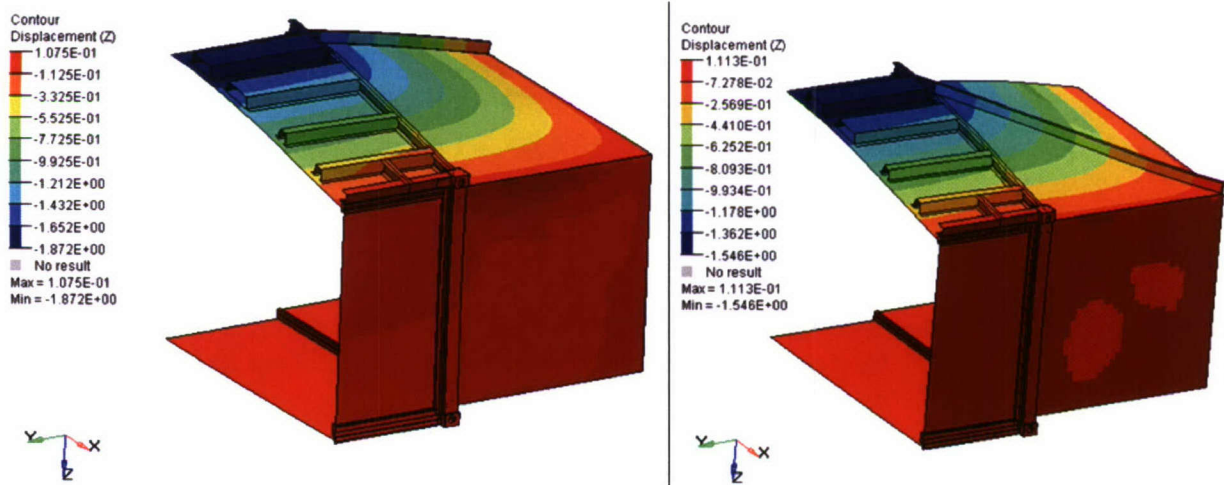 Contour
Displacement (Z)
1.075E-01
-1.125E-01
-3.325E-01
-5.525E-01
-7.725E-01
-9.925E-01
-1.212E+00
-1.432E+00
-1.652E+00
-1.872E+00
No result
Max = 1.075E-01
Min = -1.872E+00
Y
X
Z
Contour
Displacement (Z)
1.113E-01
-7.278E-02
-2.569E-01
-4.410E-01
-6.252E-01
-8.093E-01
-9.934E-01
-1.178E+00
-1.362E+00
-1.546E+00
No result
Max = 1.113E-01
Min = -1.546E+00
Y
X
Z